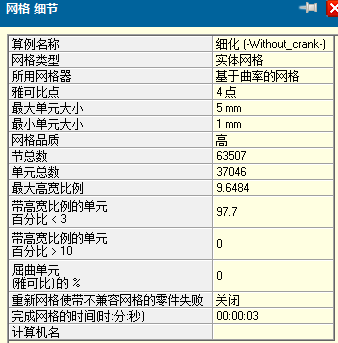 网格 细节
算例名称 细化 (-Without_crank-)
网格类型 实体网格
所用网格器 基于曲率的网格
雅可比点 4 点
最大单元大小 5 mm
最小单元大小 1 mm
网格品质 高
节总数 63507
单元总数 37046
最大高宽比例 9.6484
带高宽比例的单元
百分比 < 3 97.7
带高宽比例的单元
百分比 > 10 0
屈曲单元
(雅可比)的 % 0
重新网格使带不兼容网格的零件失败 关闭
完成网格的时间(时:分:秒) 00:00:03
计算机名